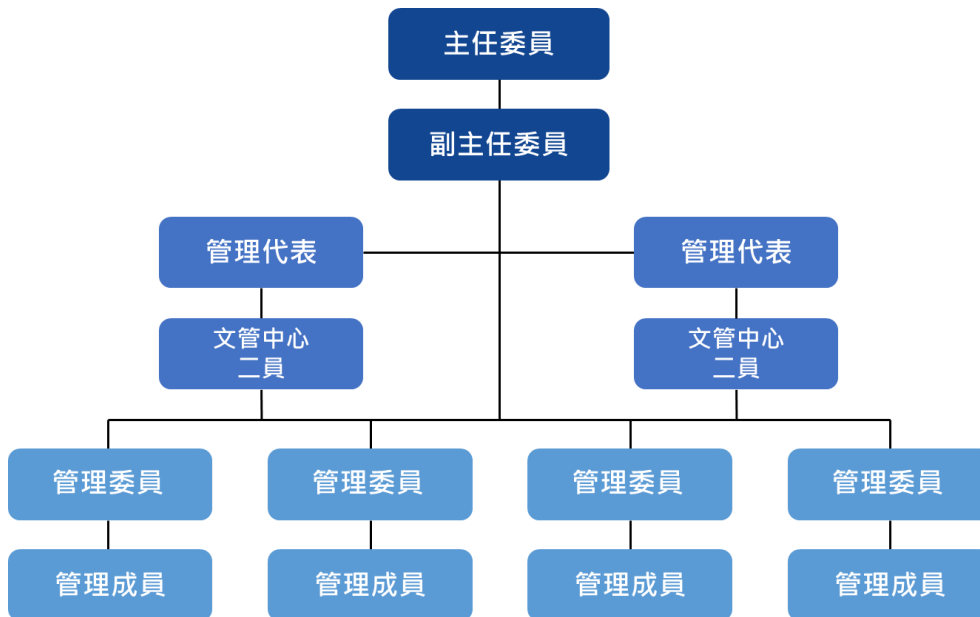 主任委員
副主任委員
管理代表
管理代表
文管中心
二員
文管中心
二員
管理委員
管理委員
管理委員
管理委員
管理成員
管理成員
管理成員
管理成員